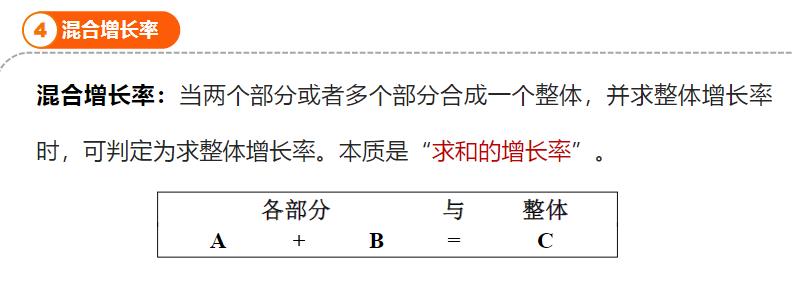 4 混合增长率
混合增长率：当两个部分或者多个部分合成一个整体，并求整体增长率
时，可判定为求整体增长率。本质是“求和的增长率”。
各部分 与 整体
A + B = C